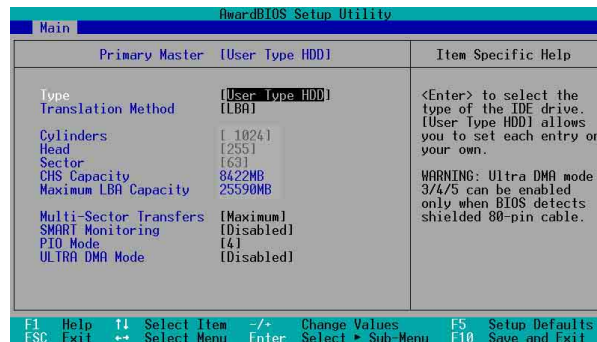 AwardBIOS Setup Utility
Main
Primary Master [User Type HDD]
Item Specific Help
Type [User Type HDD]
Translation Method [LBA]
Cylinders [ 1024]
Head [255]
Sector [63]
CHS Capacity 8422MB
Maximum LBA Capacity 25590MB
Multi-Sector Transfers [Maximum]
SMART Monitoring [Disabled]
PIO Mode [4]
ULTRA DMA Mode [Disabled]
<Enter> to select the
type of the IDE drive.
[User Type HDD] allows
you to set each entry on
your own.
WARNING: Ultra DMA mode
3/4/5 can be enabled
only when BIOS detects
shielded 80-pin cable.
F1 Help ↑↓ Select Item -/+ Change Values F5 Setup Defaults
ESC Exit ←→ Select Menu Enter Select ► Sub-Menu F10 Save and Exit